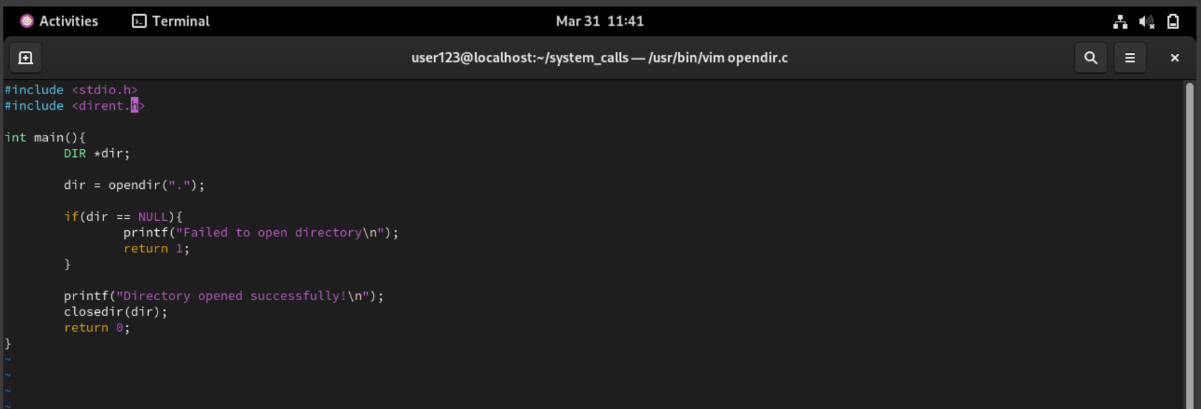 Activities Terminal Mar 31 11:41
user123@localhost:~/system_calls — /usr/bin/vim opendir.c
#include <stdio.h>
#include <dirent.h>

int main(){
        DIR *dir;

        dir = opendir(".");

        if(dir == NULL){
                printf("Failed to open directory\n");
                return 1;
        }

        printf("Directory opened successfully!\n");
        closedir(dir);
        return 0;
}
~
~
~
~